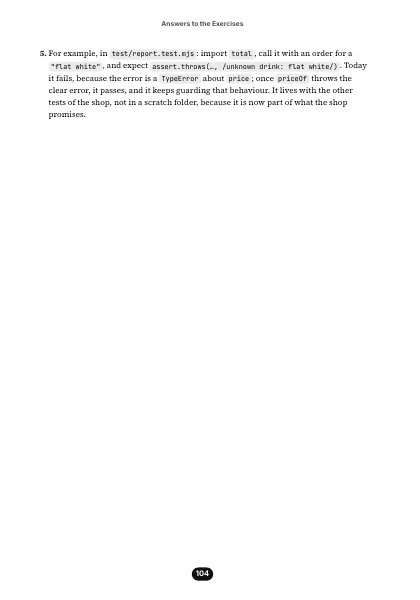 Answers to the Exercises
5. For example, in test/report.test.mjs: import total, call it with an order for a
"flat white", and expect assert.throws(…, /unknown drink: flat white/). Today
it fails, because the error is a TypeError about price; once priceOf throws the
clear error, it passes, and it keeps guarding that behaviour. It lives with the other
tests of the shop, not in a scratch folder, because it is now part of what the shop
promises.
104